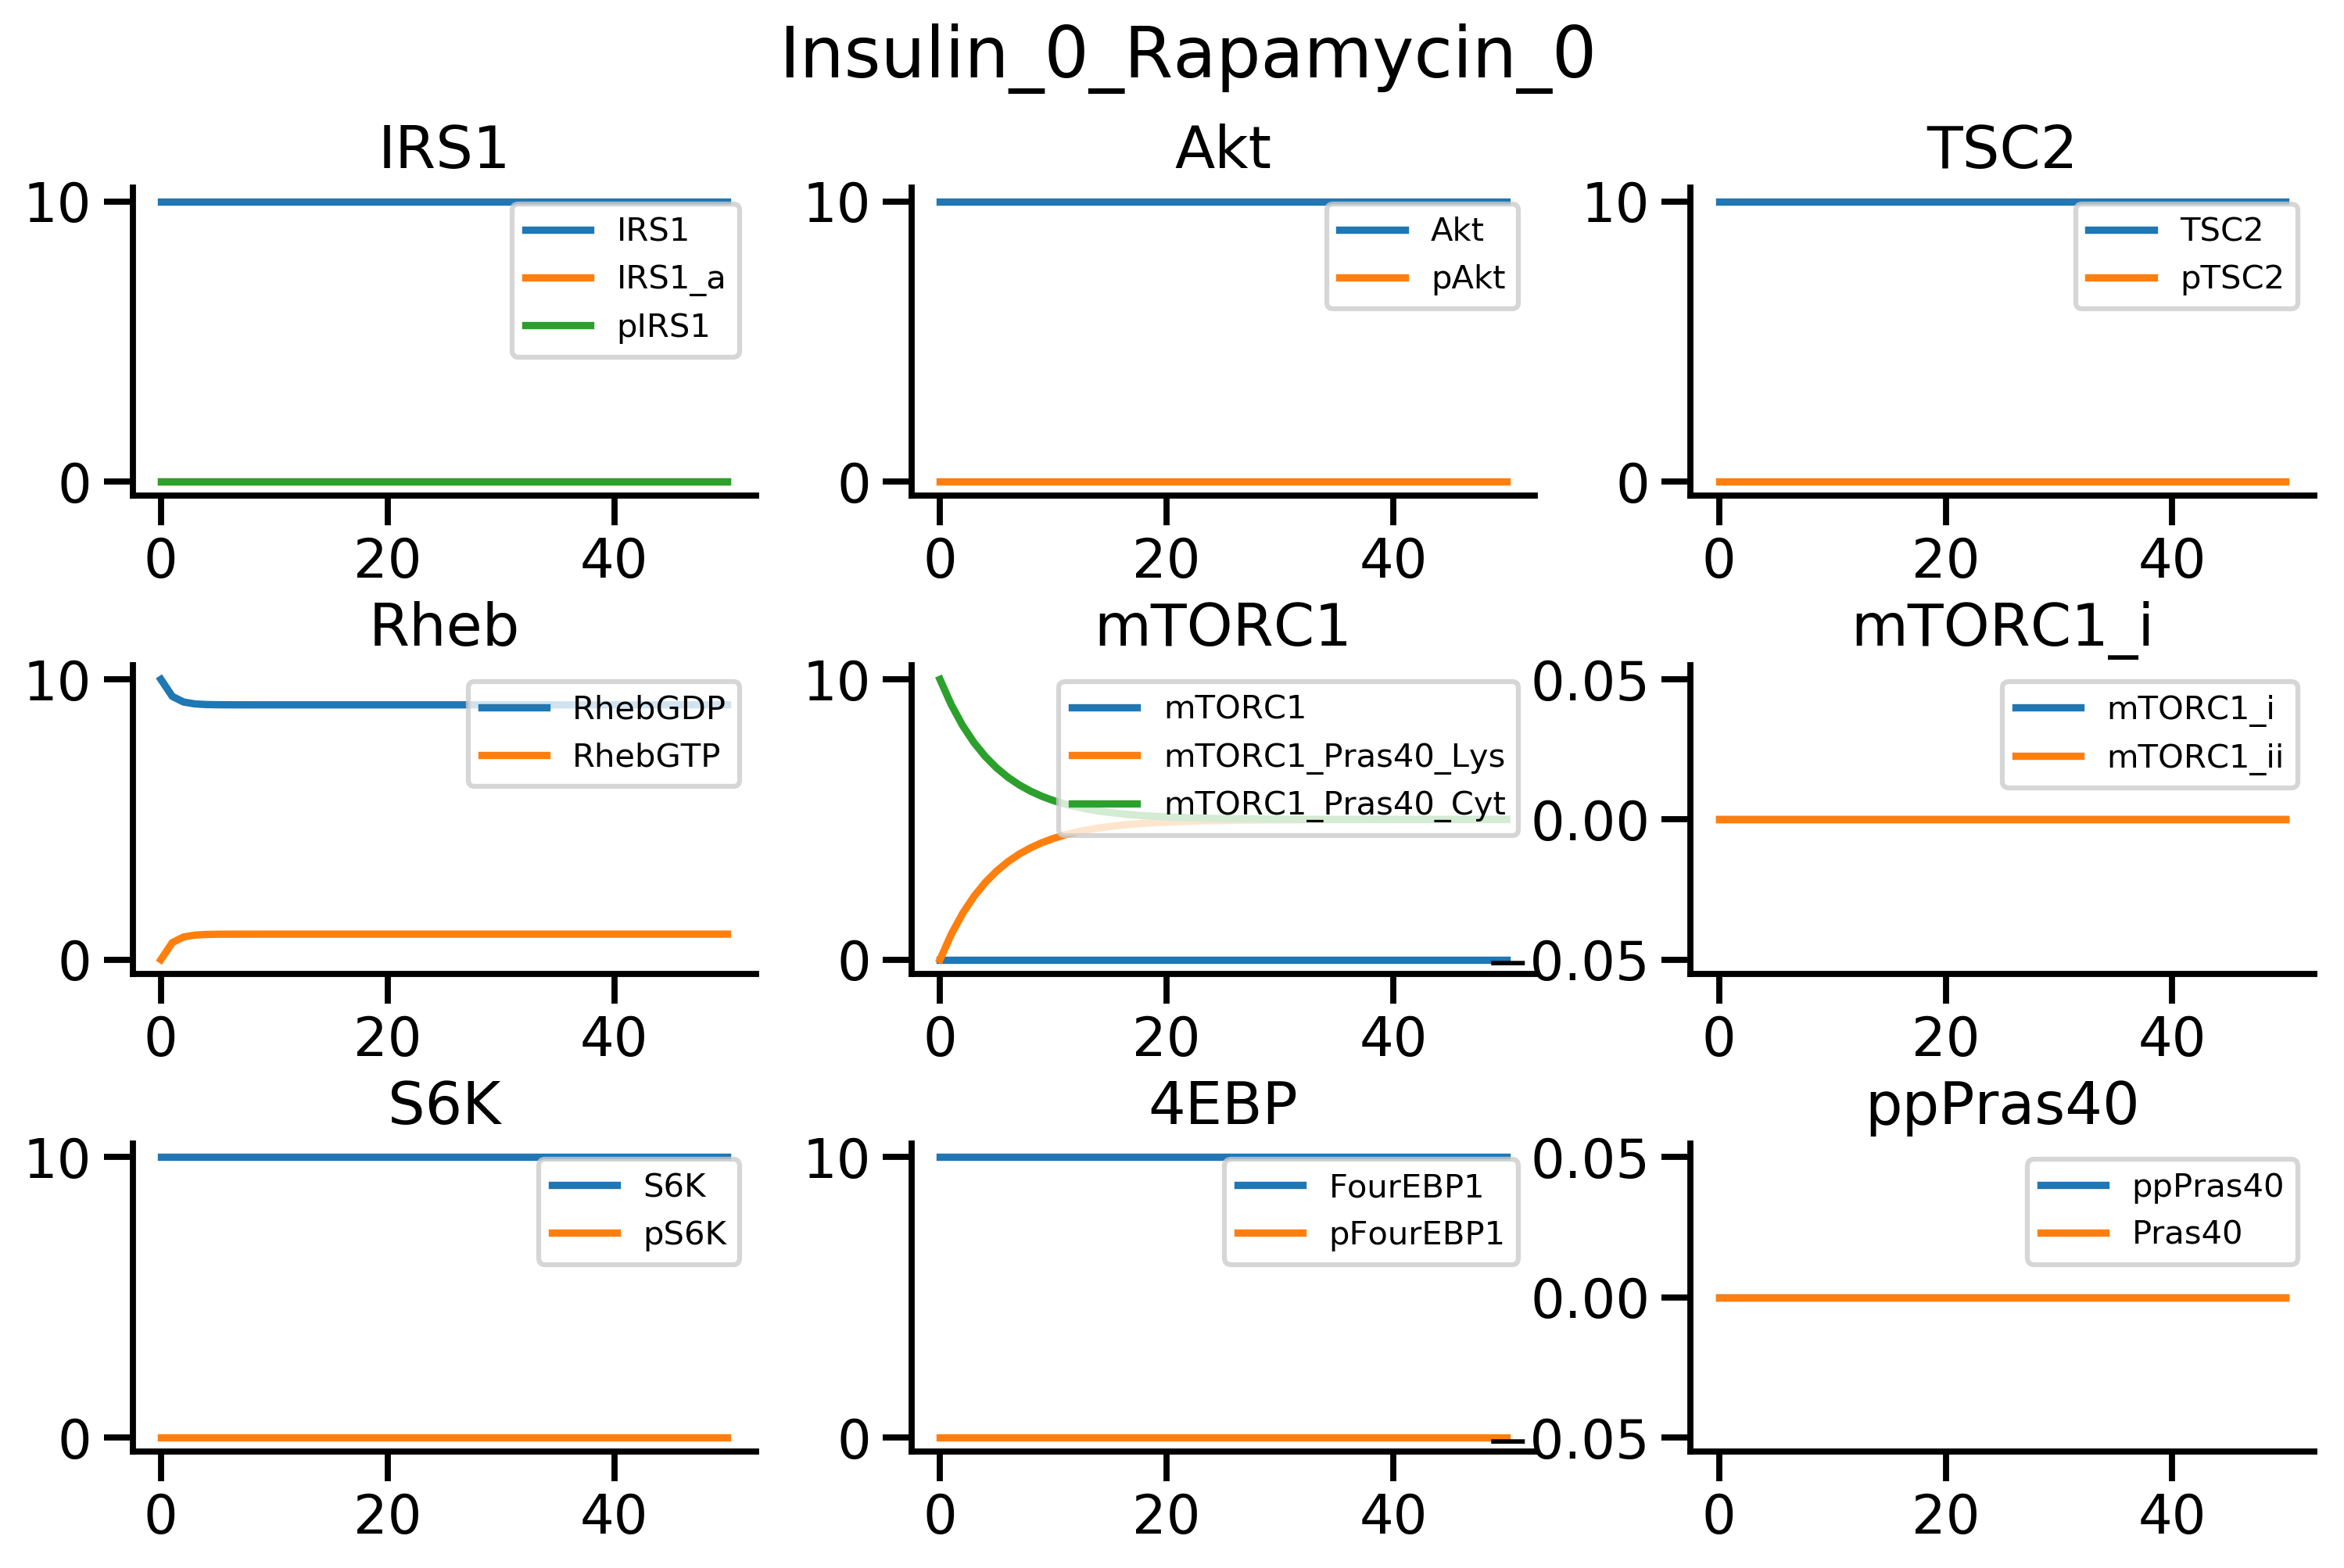 Insulin_0_Rapamycin_0
IRS1
10
0
0 20 40
IRS1
IRS1_a
pIRS1
Akt
10
0
0 20 40
Akt
pAkt
TSC2
10
0
0 20 40
TSC2
pTSC2
Rheb
10
0
0 20 40
RhebGDP
RhebGTP
mTORC1
10
0
0 20 40
mTORC1
mTORC1_Pras40_Lys
mTORC1_Pras40_Cyt
mTORC1_i
0.05
0.00
−0.05
0 20 40
mTORC1_i
mTORC1_ii
S6K
10
0
0 20 40
S6K
pS6K
4EBP
10
0
0 20 40
FourEBP1
pFourEBP1
ppPras40
0.05
0.00
−0.05
0 20 40
ppPras40
Pras40